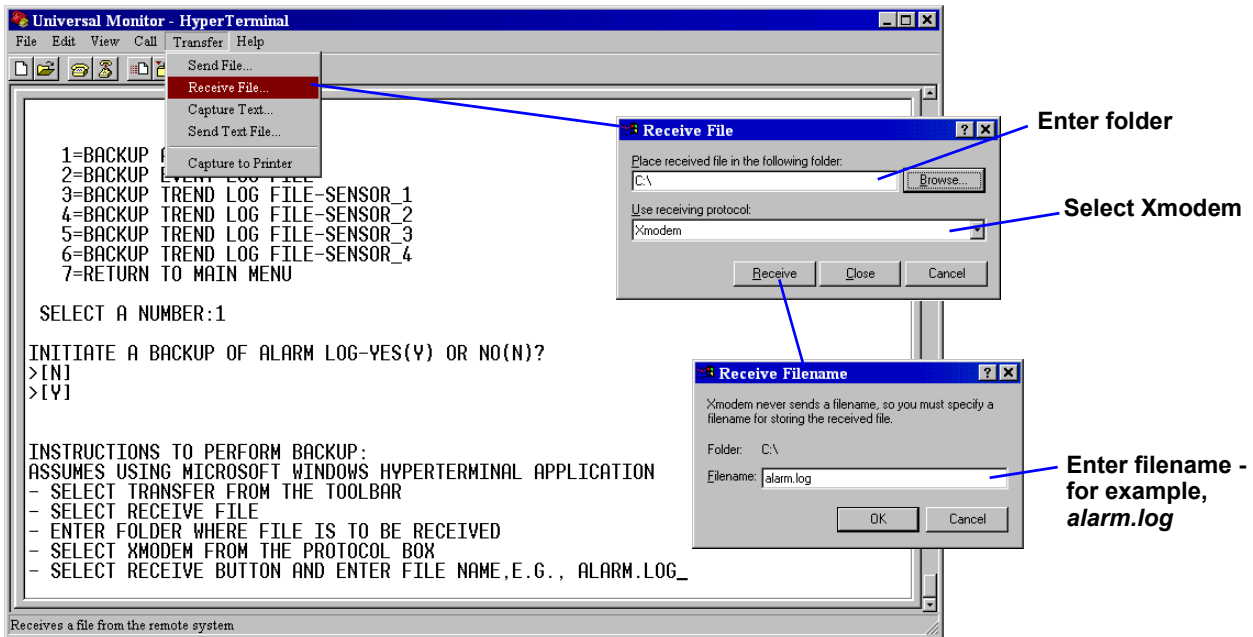 Universal Monitor - HyperTerminal
File Edit View Call Transfer Help
Send File...
Receive File...
Capture Text...
Send Text File...
Capture to Printer
1=BACKUP
2=BACKUP EVENT LOG FILE
3=BACKUP TREND LOG FILE-SENSOR_1
4=BACKUP TREND LOG FILE-SENSOR_2
5=BACKUP TREND LOG FILE-SENSOR_3
6=BACKUP TREND LOG FILE-SENSOR_4
7=RETURN TO MAIN MENU
SELECT A NUMBER:1
INITIATE A BACKUP OF ALARM LOG-YES(Y) OR NO(N)?
>[N]
>[Y]
INSTRUCTIONS TO PERFORM BACKUP:
ASSUMES USING MICROSOFT WINDOWS HYPERTERMINAL APPLICATION
- SELECT TRANSFER FROM THE TOOLBAR
- SELECT RECEIVE FILE
- ENTER FOLDER WHERE FILE IS TO BE RECEIVED
- SELECT XMODEM FROM THE PROTOCOL BOX
- SELECT RECEIVE BUTTON AND ENTER FILE NAME,E.G., ALARM.LOG_
Receives a file from the remote system
Receive File
Place received file in the following folder:
C:\
Browse...
Use receiving protocol:
Xmodem
Receive Close Cancel
Enter folder
Select Xmodem
Receive Filename
Xmodem never sends a filename, so you must specify a
filename for storing the received file.
Folder: C:\
Filename: alarm.log
OK Cancel
Enter filename -
for example,
alarm.log